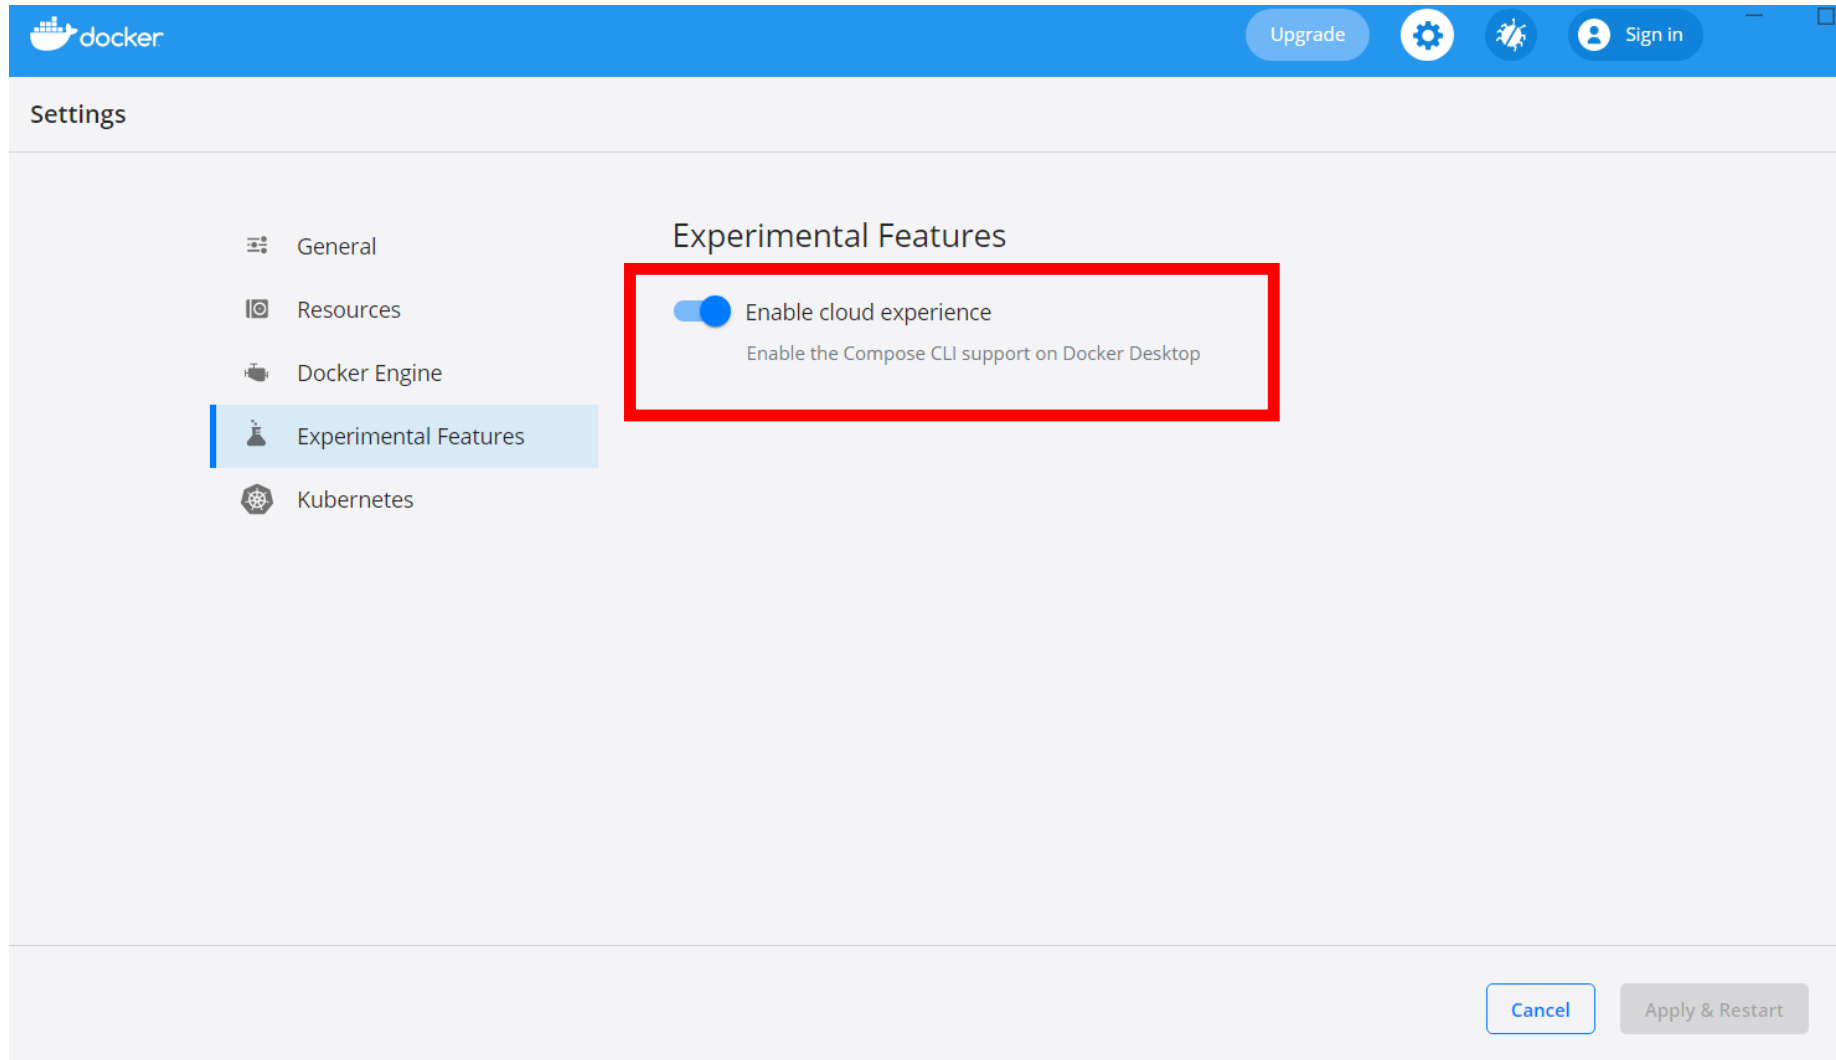 docker
Upgrade
Sign in
Settings
General
Resources
Docker Engine
Experimental Features
Kubernetes
Experimental Features
Enable cloud experience
Enable the Compose CLI support on Docker Desktop
Cancel
Apply & Restart